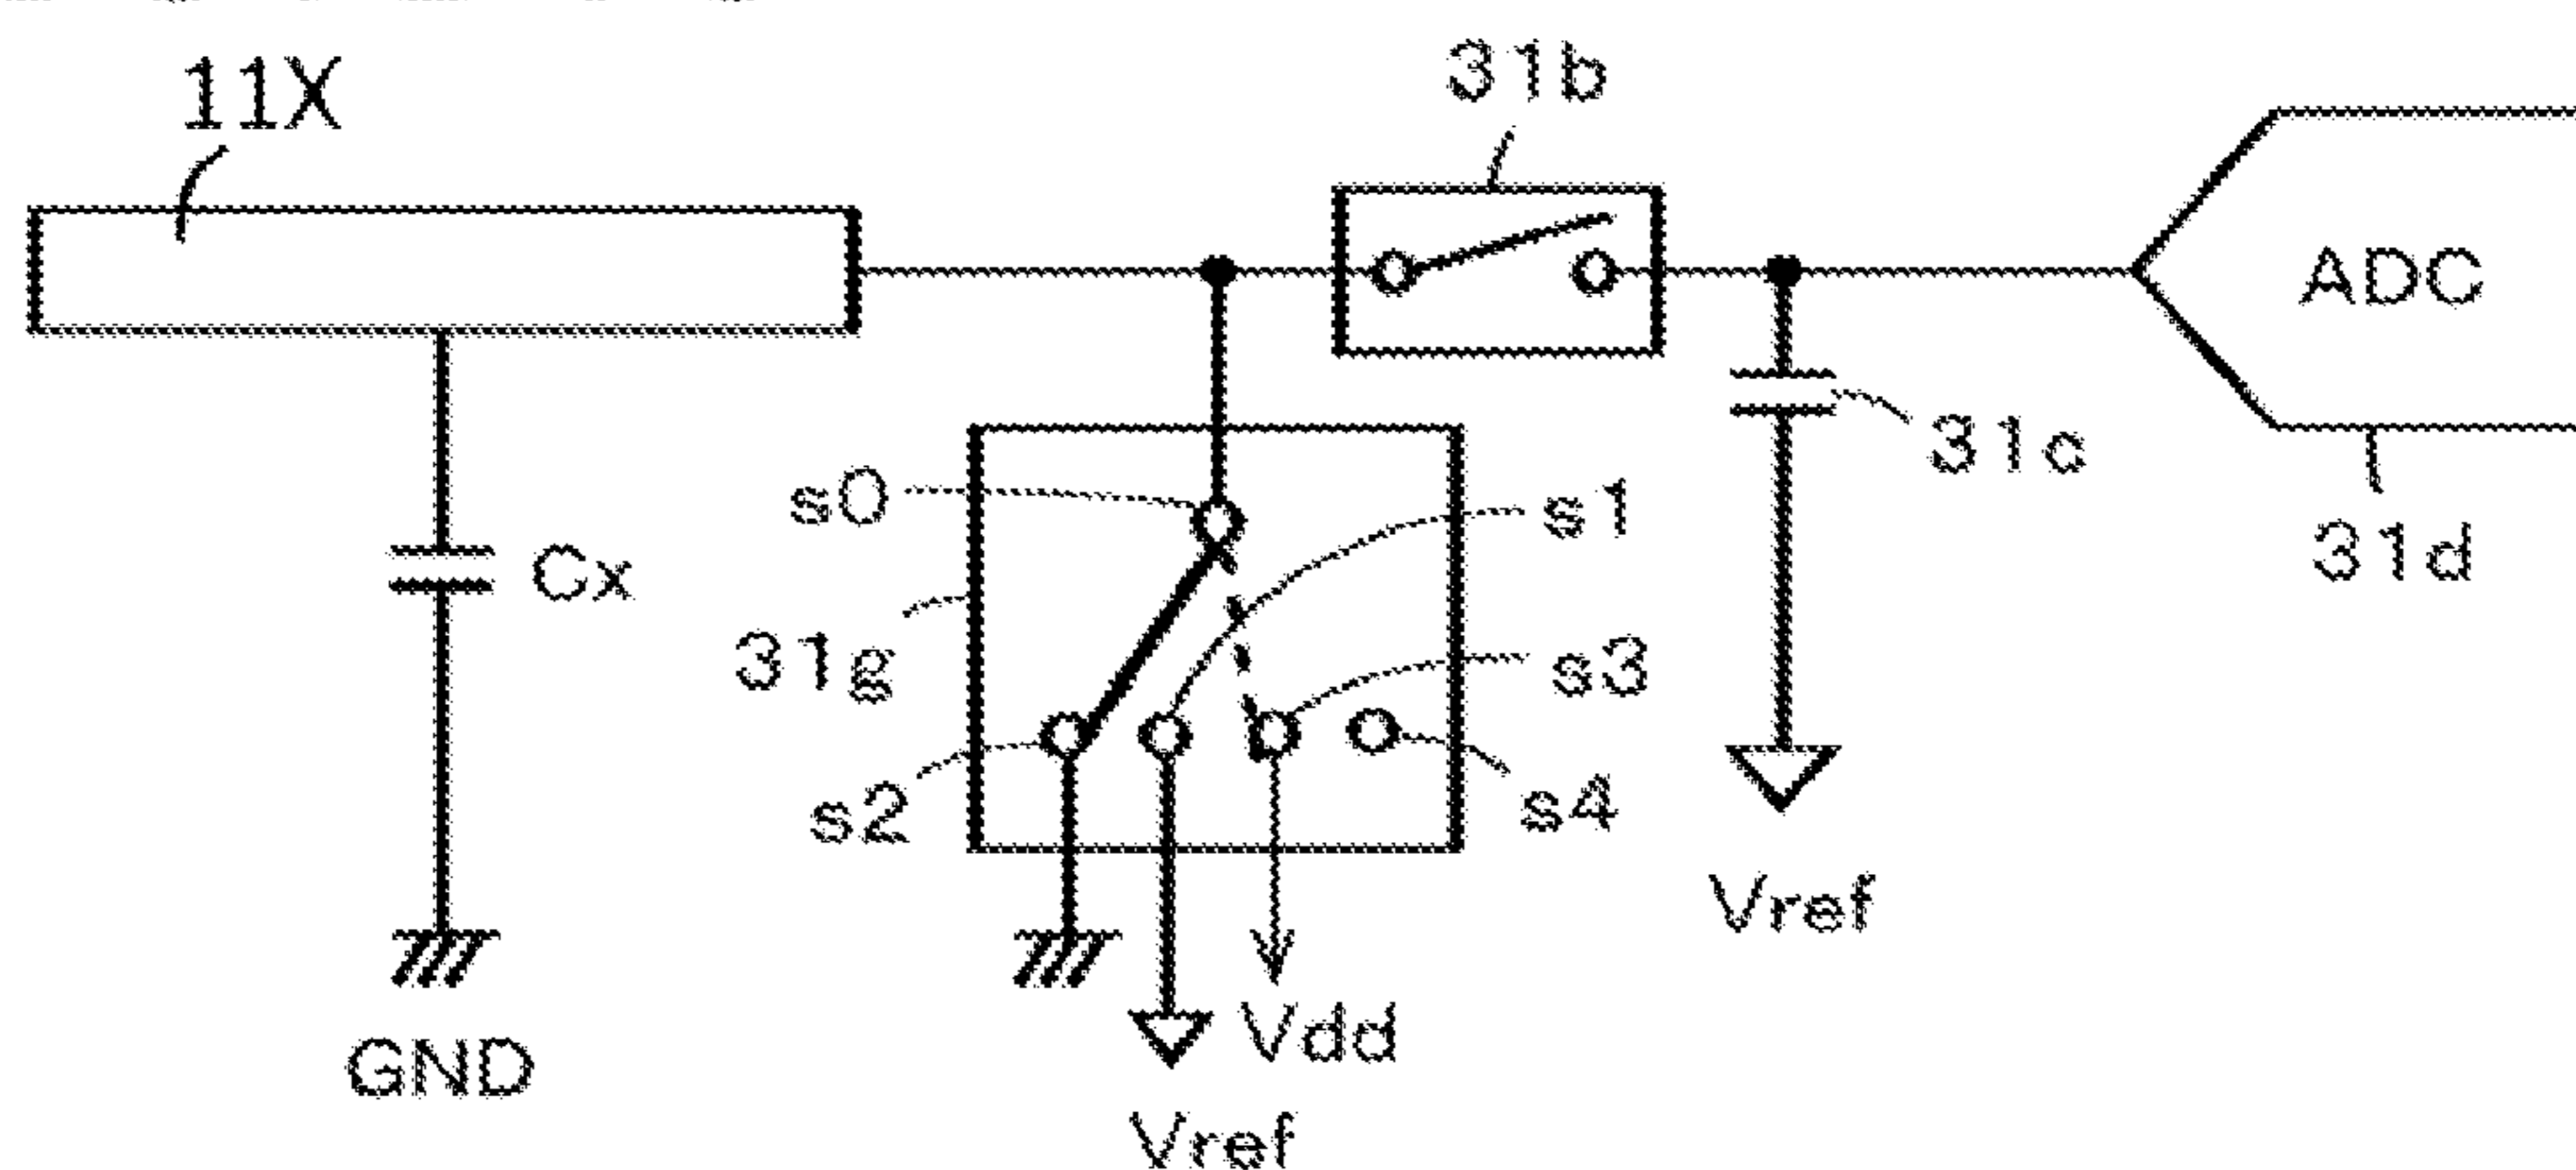 11X
31b
ADC
31c
31d
s0
s1
Cx
31g
s3
s2
s4
Vref
GND
Vdd
Vref